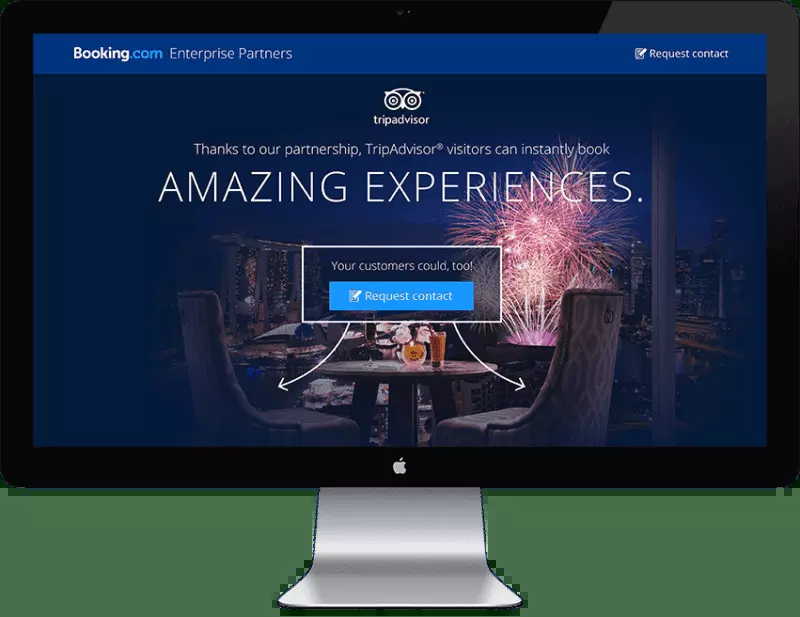 Booking.com Enterprise Partners
Request contact
tripadvisor
Thanks to our partnership, TripAdvisor® visitors can instantly book
AMAZING EXPERIENCES.
Your customers could, too!
Request contact